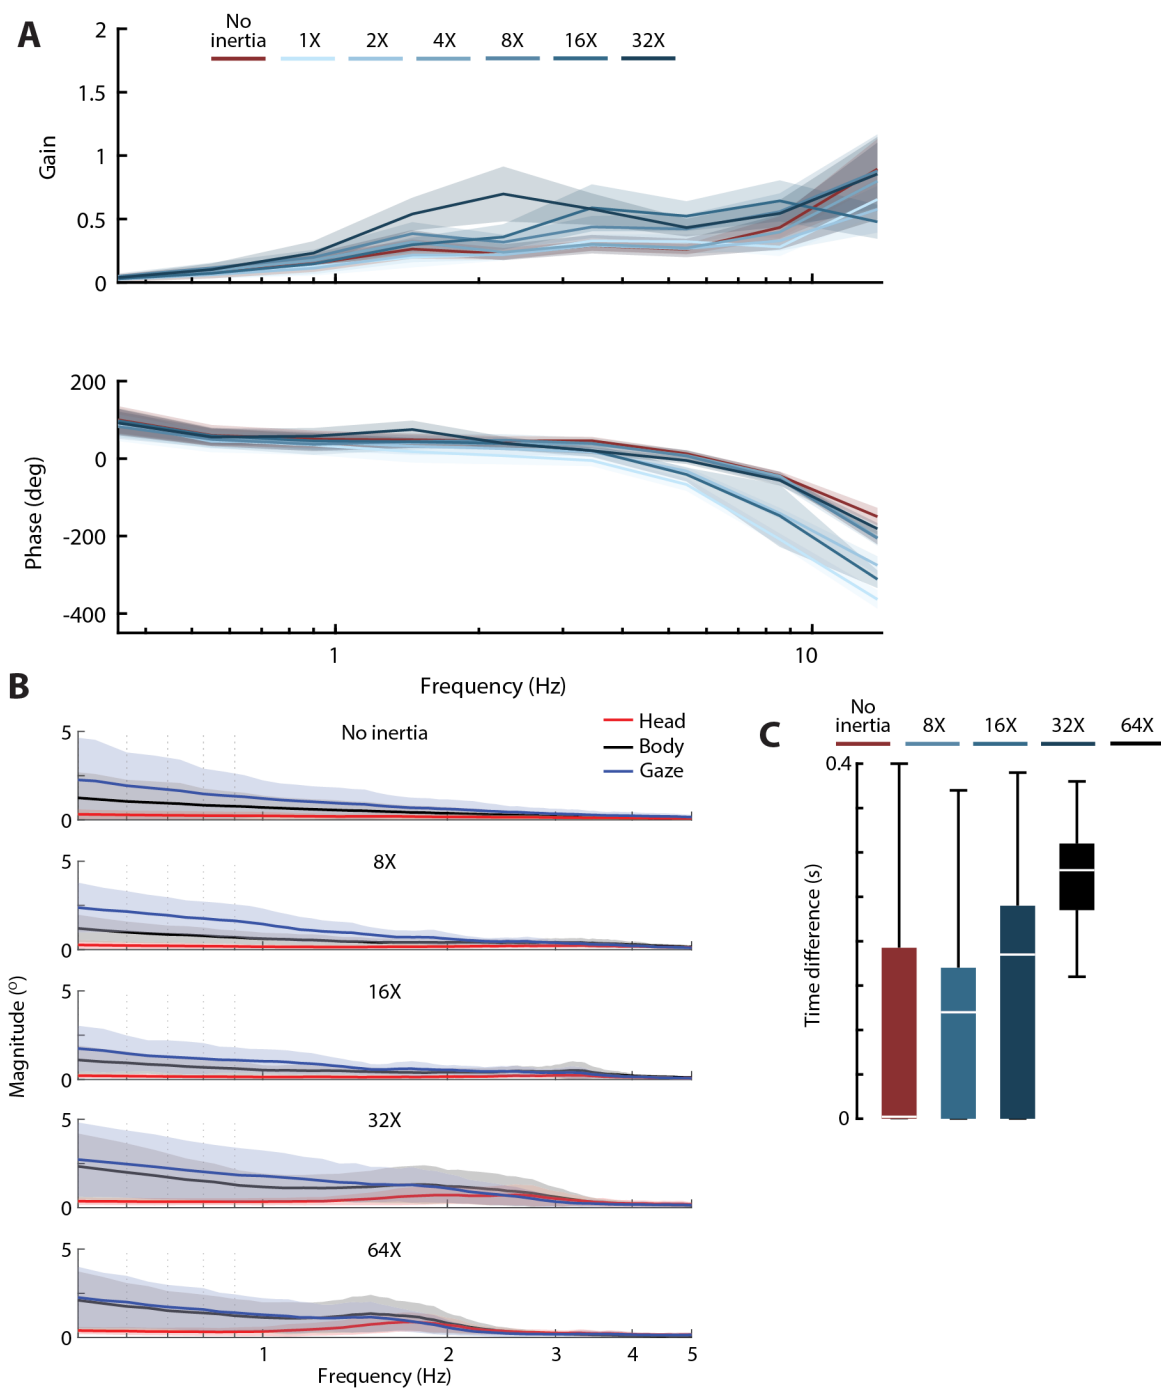 A
No
inertia 1X 2X 4X 8X 16X 32X
2
1.5
1
0.5
0
Gain
200
0
-200
-400
Phase (deg)
1 10
Frequency (Hz)
B
No inertia
Head
Body
Gaze
5
0
8X
5
0
16X
5
0
32X
5
0
64X
5
0
Magnitude (º)
1 2 3 4 5
Frequency (Hz)
C
No
inertia 8X 16X 32X 64X
0.4
0
Time difference (s)